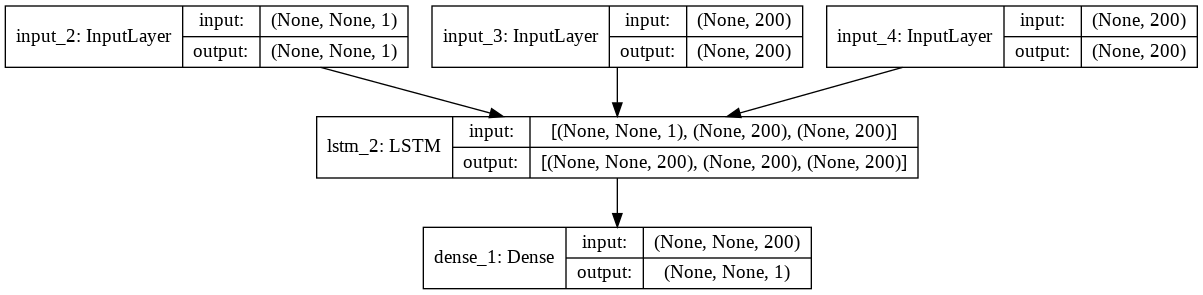 input_2: InputLayer
input: (None, None, 1)
output: (None, None, 1)
input_3: InputLayer
input: (None, 200)
output: (None, 200)
input_4: InputLayer
input: (None, 200)
output: (None, 200)
lstm_2: LSTM
input: [(None, None, 1), (None, 200), (None, 200)]
output: [(None, None, 200), (None, 200), (None, 200)]
dense_1: Dense
input: (None, None, 200)
output: (None, None, 1)